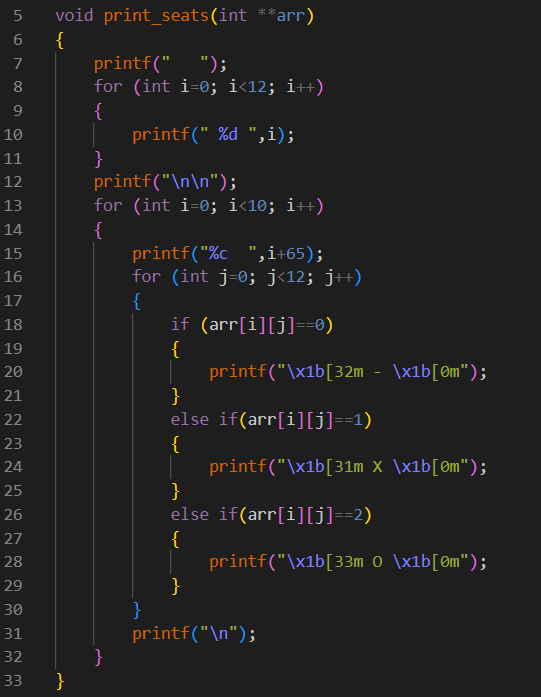 5 void print_seats(int **arr)
6 {
7     printf("   ");
8     for (int i=0; i<12; i++)
9     {
10         printf(" %d ",i);
11     }
12     printf("\n\n");
13     for (int i=0; i<10; i++)
14     {
15         printf("%c  ",i+65);
16         for (int j=0; j<12; j++)
17         {
18             if (arr[i][j]==0)
19             {
20                 printf("\x1b[32m - \x1b[0m");
21             }
22             else if(arr[i][j]==1)
23             {
24                 printf("\x1b[31m X \x1b[0m");
25             }
26             else if(arr[i][j]==2)
27             {
28                 printf("\x1b[33m O \x1b[0m");
29             }
30         }
31         printf("\n");
32     }
33 }